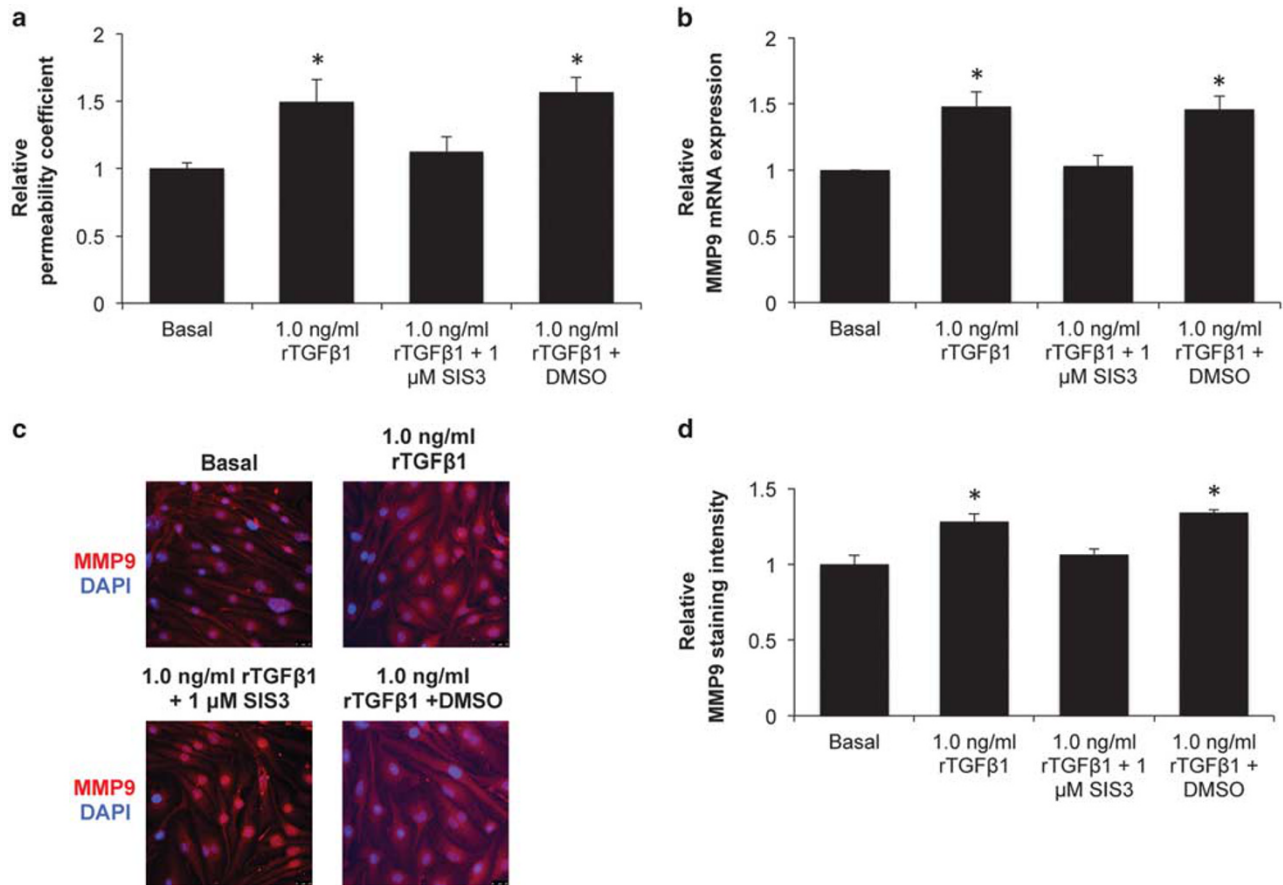 a
2
1.5
1
0.5
0
Relative
permeability coefficient
*
*
Basal
1.0 ng/ml
rTGFβ1
1.0 ng/ml
rTGFβ1 + 1
µM SIS3
1.0 ng/ml
rTGFβ1 +
DMSO
b
2
1.5
1
0.5
0
Relative
MMP9 mRNA expression
*
*
Basal
1.0 ng/ml
rTGFβ1
1.0 ng/ml
rTGFβ1 + 1
µM SIS3
1.0 ng/ml
rTGFβ1 +
DMSO
c
Basal
1.0 ng/ml
rTGFβ1
MMP9
DAPI
1.0 ng/ml rTGFβ1
+ 1 µM SIS3
1.0 ng/ml
rTGFβ1 +DMSO
MMP9
DAPI
d
1.5
1
0.5
0
Relative
MMP9 staining intensity
*
*
Basal
1.0 ng/ml
rTGFβ1
1.0 ng/ml
rTGFβ1 + 1
µM SIS3
1.0 ng/ml
rTGFβ1 +
DMSO